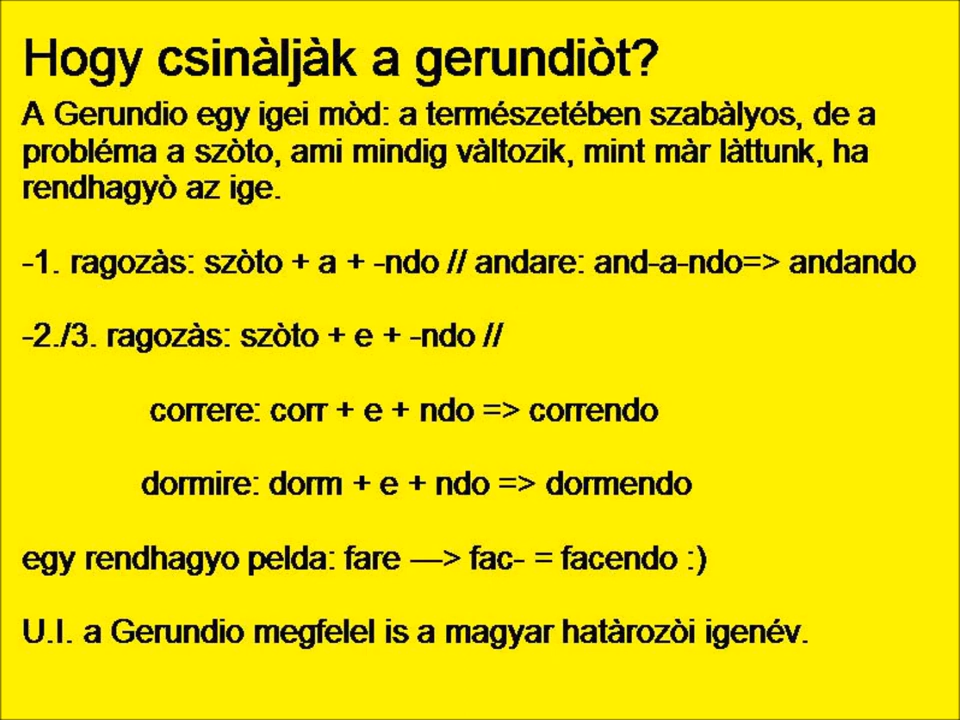 Hogy csinàljàk a gerundiòt?
A Gerundio egy igei mòd: a természetében szabàlyos, de a
probléma a szòto, ami mindig vàltozik, mint màr làttunk, ha
rendhagyò az ige.
-1. ragozàs: szòto + a + -ndo // andare: and-a-ndo=> andando
-2./3. ragozàs: szòto + e + -ndo //
correre: corr + e + ndo => correndo
dormire: dorm + e + ndo => dormendo
egy rendhagyo pelda: fare —> fac- = facendo :)
U.I. a Gerundio megfelel is a magyar hatàrozòi igenév.